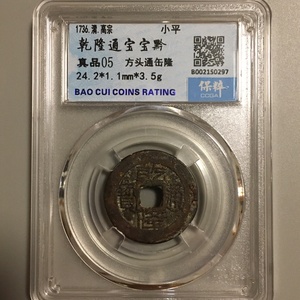 1736.清.高宗 小平
乾隆通宝宝黔
真品05 方头通缶隆
24.2*1.1mm*3.5g
BAO CUI COINS RATING
B002150297
保粹